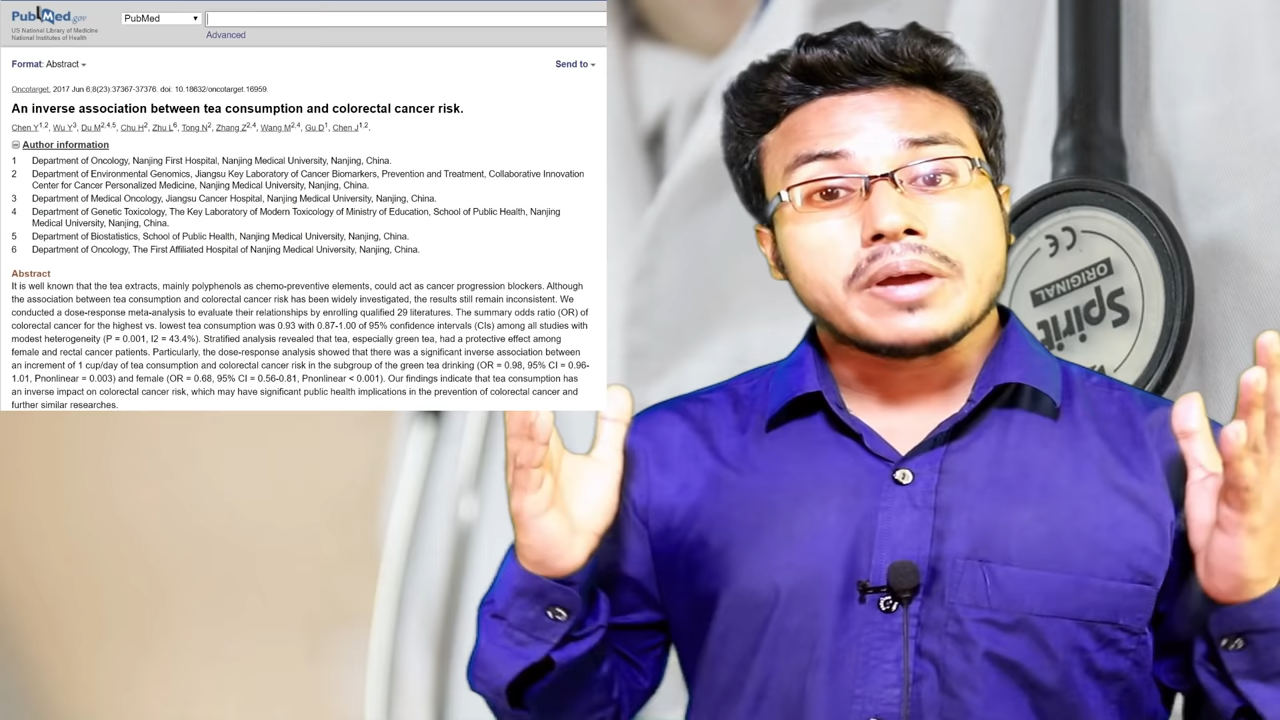 PubMed.gov
US National Library of Medicine
National Institutes of Health
PubMed
Advanced
Format: Abstract
Send to
Oncotarget. 2017 Jun 6;8(23):37367-37376. doi: 10.18632/oncotarget.16959.
An inverse association between tea consumption and colorectal cancer risk.
Chen Y1,2, Wu Y3, Du M2,4,5, Chu H2, Zhu L6, Tong N2, Zhang Z2,4, Wang M2,4, Gu D1, Chen J1,2.
Author information
1 Department of Oncology, Nanjing First Hospital, Nanjing Medical University, Nanjing, China.
2 Department of Environmental Genomics, Jiangsu Key Laboratory of Cancer Biomarkers, Prevention and Treatment, Collaborative Innovation
Center for Cancer Personalized Medicine, Nanjing Medical University, Nanjing, China.
3 Department of Medical Oncology, Jiangsu Cancer Hospital, Nanjing Medical University, Nanjing, China.
4 Department of Genetic Toxicology, The Key Laboratory of Modern Toxicology of Ministry of Education, School of Public Health, Nanjing
Medical University, Nanjing, China.
5 Department of Biostatistics, School of Public Health, Nanjing Medical University, Nanjing, China.
6 Department of Oncology, The First Affiliated Hospital of Nanjing Medical University, Nanjing, China.
Abstract
It is well known that the tea extracts, mainly polyphenols as chemo-preventive elements, could act as cancer progression blockers. Although
the association between tea consumption and colorectal cancer risk has been widely investigated, the results still remain inconsistent. We
conducted a dose-response meta-analysis to evaluate their relationships by enrolling qualified 29 literatures. The summary odds ratio (OR) of
colorectal cancer for the highest vs. lowest tea consumption was 0.93 with 0.87-1.00 of 95% confidence intervals (CIs) among all studies with
modest heterogeneity (P = 0.001, I2 = 43.4%). Stratified analysis revealed that tea, especially green tea, had a protective effect among
female and rectal cancer patients. Particularly, the dose-response analysis showed that there was a significant inverse association between
an increment of 1 cup/day of tea consumption and colorectal cancer risk in the subgroup of the green tea drinking (OR = 0.98, 95% CI = 0.96-
1.01, Pnonlinear = 0.003) and female (OR = 0.68, 95% CI = 0.56-0.81, Pnonlinear < 0.001). Our findings indicate that tea consumption has
an inverse impact on colorectal cancer risk, which may have significant public health implications in the prevention of colorectal cancer and
further similar researches.
CE
ORIGINAL
Spirit